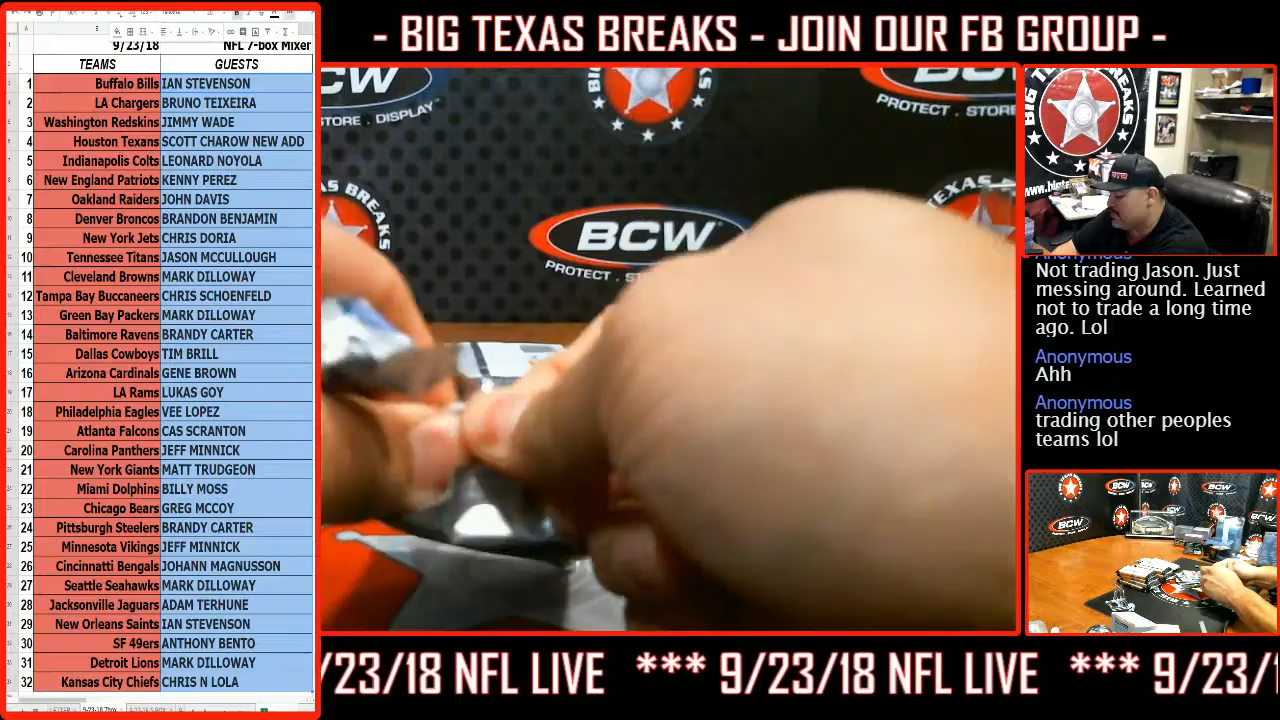 - BIG TEXAS BREAKS - JOIN OUR FB GROUP -
9/23/18 NFL 7-box Mixer
TEAMS GUESTS
1 Buffalo Bills IAN STEVENSON
2 LA Chargers BRUNO TEIXEIRA
3 Washington Redskins JIMMY WADE
4 Houston Texans SCOTT CHAROW NEW ADD
5 Indianapolis Colts LEONARD NOYOLA
6 New England Patriots KENNY PEREZ
7 Oakland Raiders JOHN DAVIS
8 Denver Broncos BRANDON BENJAMIN
9 New York Jets CHRIS DORIA
10 Tennessee Titans JASON MCCULLOUGH
11 Cleveland Browns MARK DILLOWAY
12 Tampa Bay Buccaneers CHRIS SCHOENFELD
13 Green Bay Packers MARK DILLOWAY
14 Baltimore Ravens BRANDY CARTER
15 Dallas Cowboys TIM BRILL
16 Arizona Cardinals GENE BROWN
17 LA Rams LUKAS GOY
18 Philadelphia Eagles VEE LOPEZ
19 Atlanta Falcons CAS SCRANTON
20 Carolina Panthers JEFF MINNICK
21 New York Giants MATT TRUDGEON
22 Miami Dolphins BILLY MOSS
23 Chicago Bears GREG MCCOY
24 Pittsburgh Steelers BRANDY CARTER
25 Minnesota Vikings JEFF MINNICK
26 Cincinnatti Bengals JOHANN MAGNUSSON
27 Seattle Seahawks MARK DILLOWAY
28 Jacksonville Jaguars ADAM TERHUNE
29 New Orleans Saints IAN STEVENSON
30 SF 49ers ANTHONY BENTO
31 Detroit Lions MARK DILLOWAY
32 Kansas City Chiefs CHRIS N LOLA
STORE . DISPLAY
PROTECT . STORE
BCW
PROTECT . 
TEXAS BREAKS
BIG
BREAKS
Anonymous
Not trading Jason. Just
messing around. Learned
not to trade a long time
ago. Lol
Anonymous
Ahh
Anonymous
trading other peoples
teams lol
/23/18 NFL LIVE *** 9/23/18 NFL LIVE *** 9/23/1